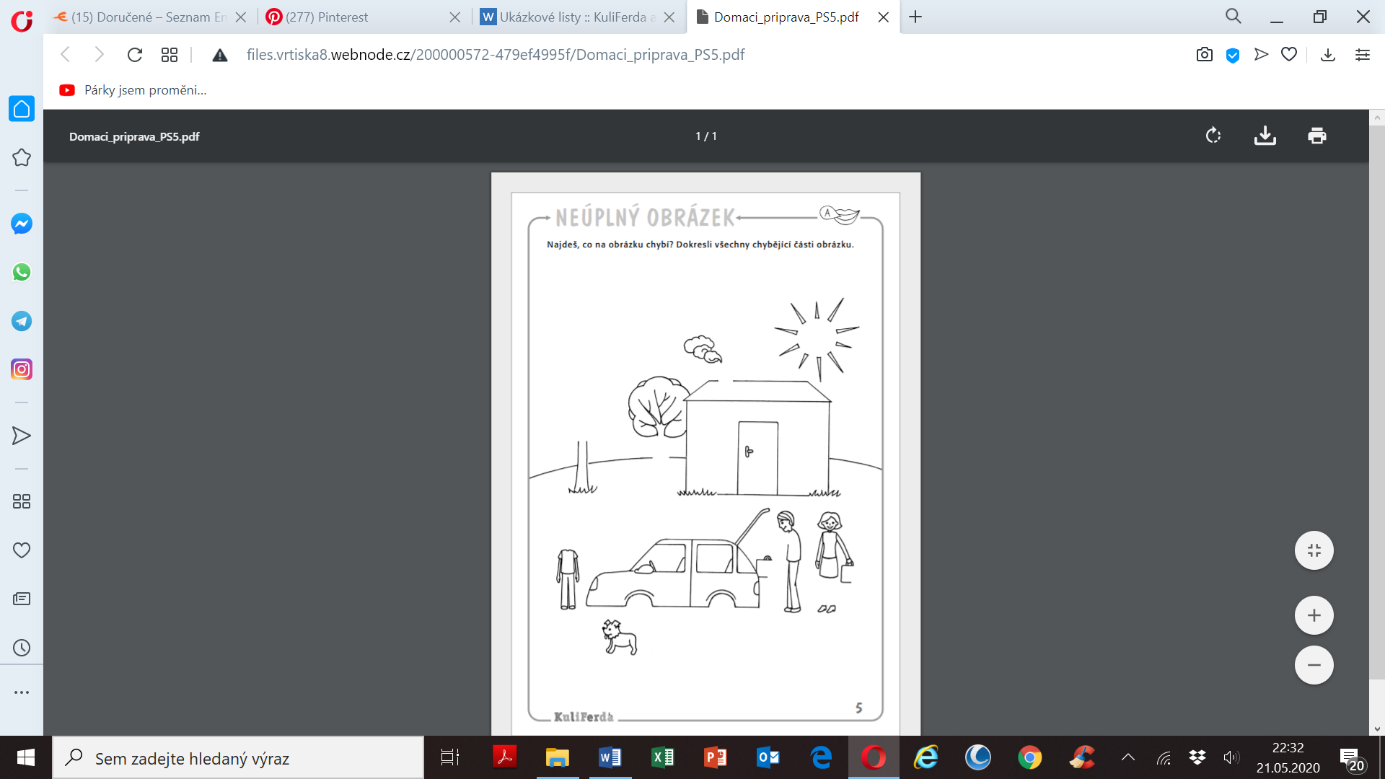 (15) Doručené – Seznam En
(277) Pinterest
Ukázkové listy :: KuliFerda a
Domaci_priprava_PS5.pdf
files.vrtiska8.webnode.cz/200000572-479ef4995f/Domaci_priprava_PS5.pdf
Párky jsem proměni...
Domaci_priprava_PS5.pdf
1 / 1
NEÚPLNÝ OBRÁZEK
A
Najdeš, co na obrázku chybí? Dokresli všechny chybějící části obrázku.
KuliFerda
5
Sem zadejte hledaný výraz
22:32
21.05.2020
20